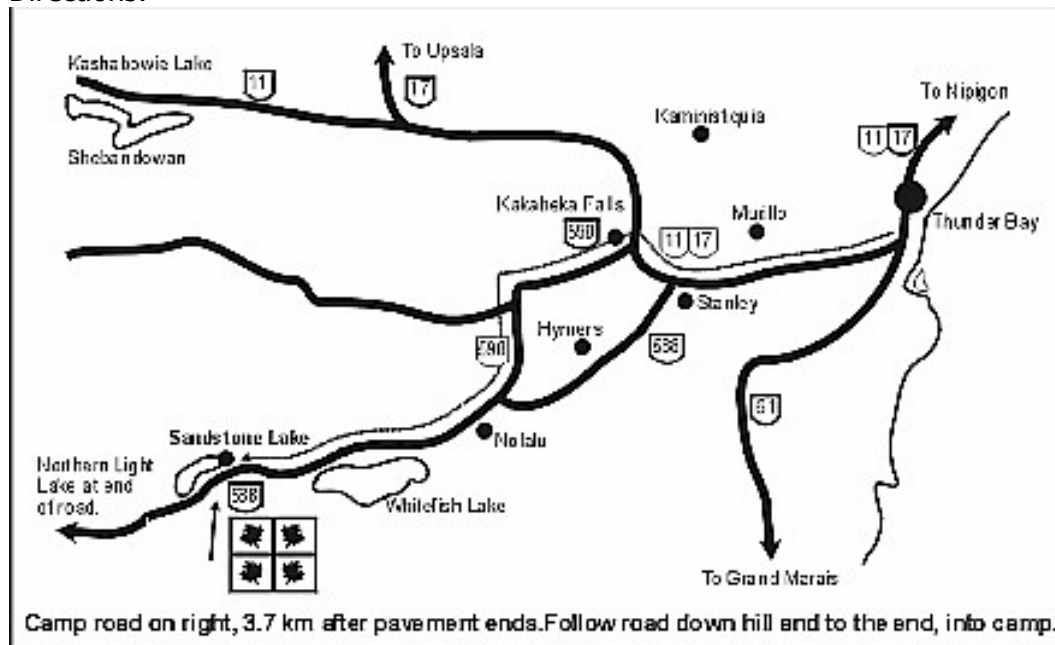 Directions:
To Upsala
Kashabowie Lake
11
17
To Nipigon
Kaministquia
11 17
Shebandowan
Kakabeka Falls
Murillo
590
11 17
Thunder Bay
Stanley
Hymers
590
588
61
Sandstone Lake
Nolalu
Northern Light
Lake at end
of road.
588
Whitefish Lake
To Grand Marais
Camp road on right, 3.7 km after pavement ends.Follow road down hill and to the end, into camp.